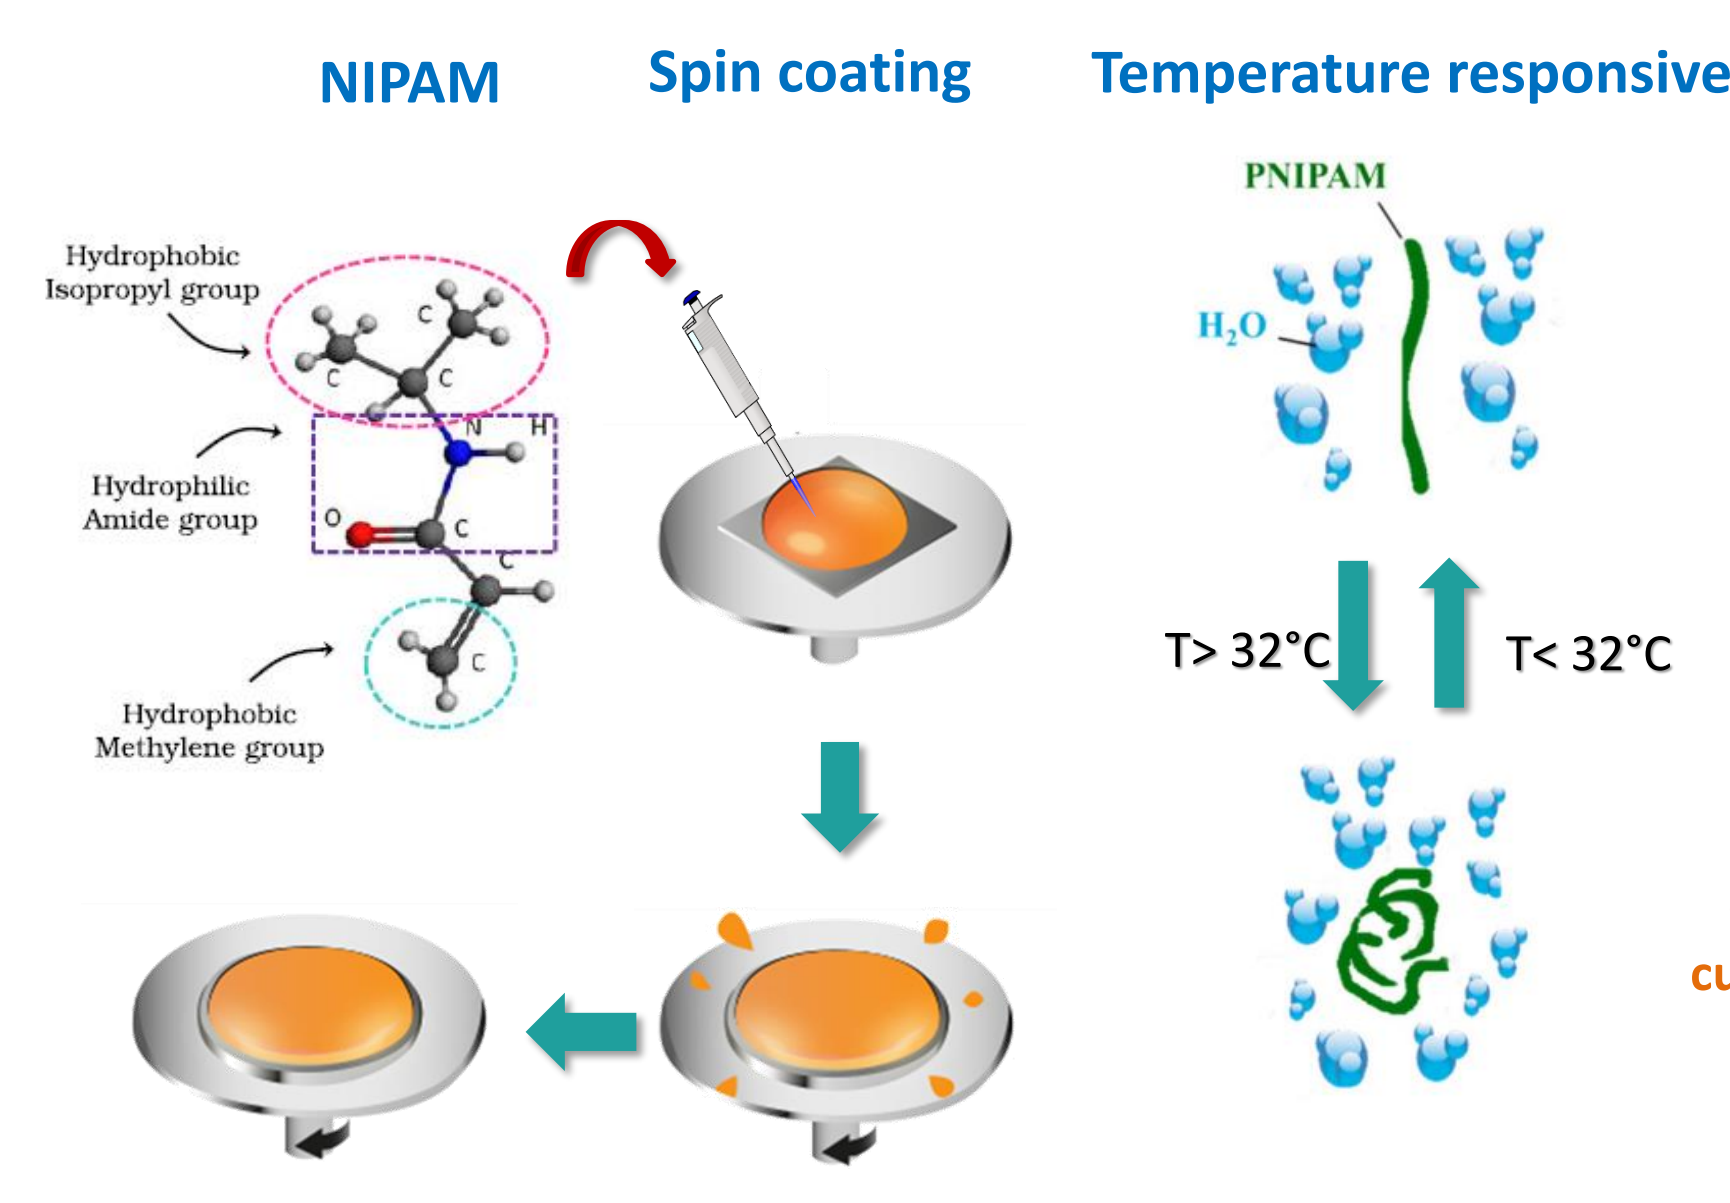 NIPAM
Spin coating
Temperature responsive
Hydrophobic
Isopropyl group
C
C
C
N
H
Hydrophilic
Amide group
O
C
C
C
Hydrophobic
Methylene group
PNIPAM
H₂O
T> 32°C
T< 32°C